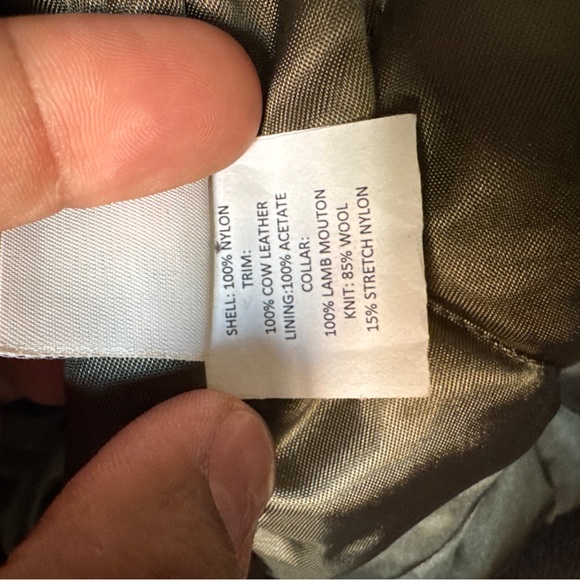 SHELL: 100% NYLON
TRIM:
100% COW LEATHER
LINING:100% ACETATE
COLLAR:
100% LAMB MOUTON
KNIT: 85% WOOL
15% STRETCH NYLON